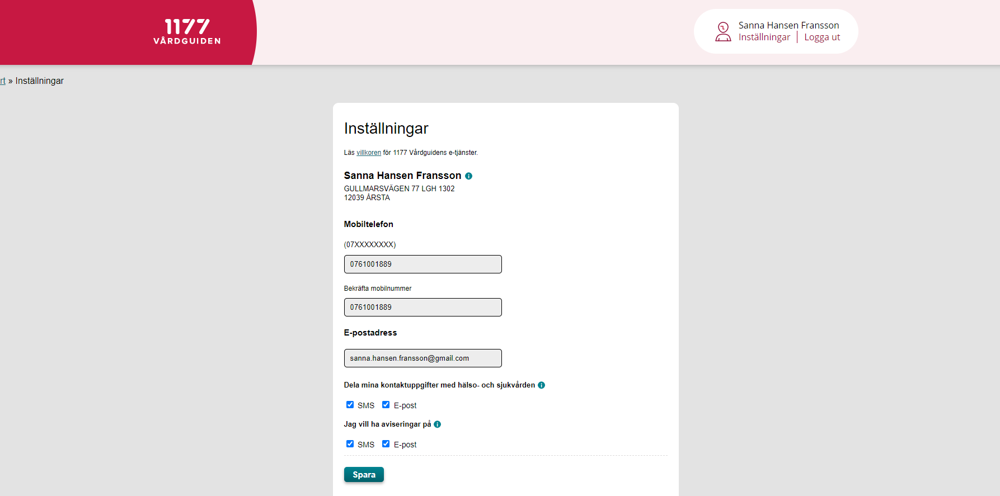 1177
VÅRDGUIDEN
Sanna Hansen Fransson
Inställningar | Logga ut
rt » Inställningar
Inställningar
Läs villkoren för 1177 Vårdguidens e-tjänster.
Sanna Hansen Fransson
GULLMARSVÄGEN 77 LGH 1302
12039 ÅRSTA
Mobiltelefon
(07XXXXXXXX)
0761001889
Bekräfta mobilnummer
0761001889
E-postadress
sanna.hansen.fransson@gmail.com
Dela mina kontaktuppgifter med hälso- och sjukvården
SMS E-post
Jag vill ha aviseringar på
SMS E-post
Spara